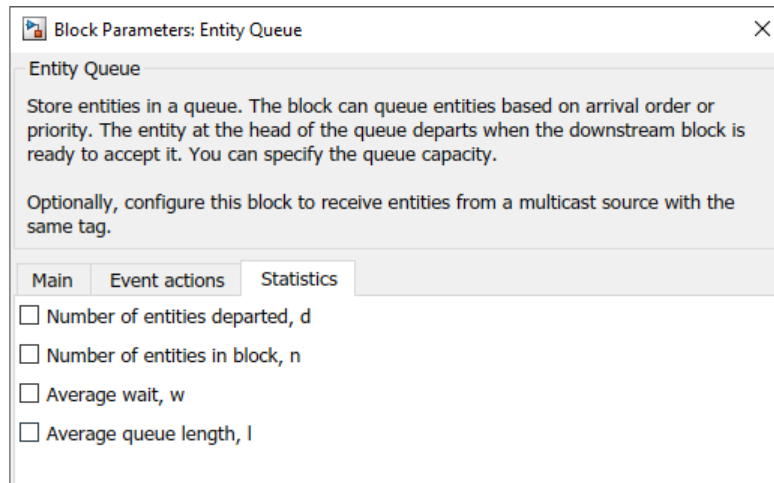 Block Parameters: Entity Queue
Entity Queue
Store entities in a queue. The block can queue entities based on arrival order or
priority. The entity at the head of the queue departs when the downstream block is
ready to accept it. You can specify the queue capacity.
Optionally, configure this block to receive entities from a multicast source with the
same tag.
Main Event actions Statistics
Number of entities departed, d
Number of entities in block, n
Average wait, w
Average queue length, l